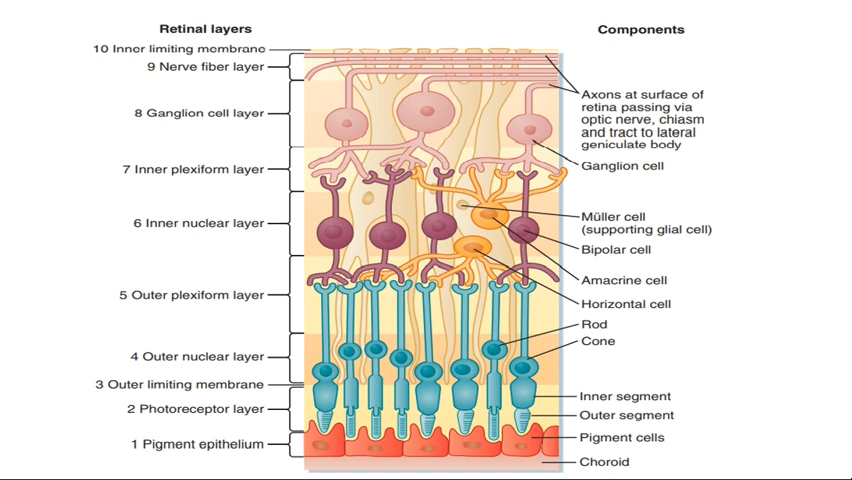 Retinal layers
10 Inner limiting membrane
9 Nerve fiber layer
8 Ganglion cell layer
7 Inner plexiform layer
6 Inner nuclear layer
5 Outer plexiform layer
4 Outer nuclear layer
3 Outer limiting membrane
2 Photoreceptor layer
1 Pigment epithelium
Components
Axons at surface of
retina passing via
optic nerve, chiasm
and tract to lateral
geniculate body
Ganglion cell
Müller cell
(supporting glial cell)
Bipolar cell
Amacrine cell
Horizontal cell
Rod
Cone
Inner segment
Outer segment
Pigment cells
Choroid